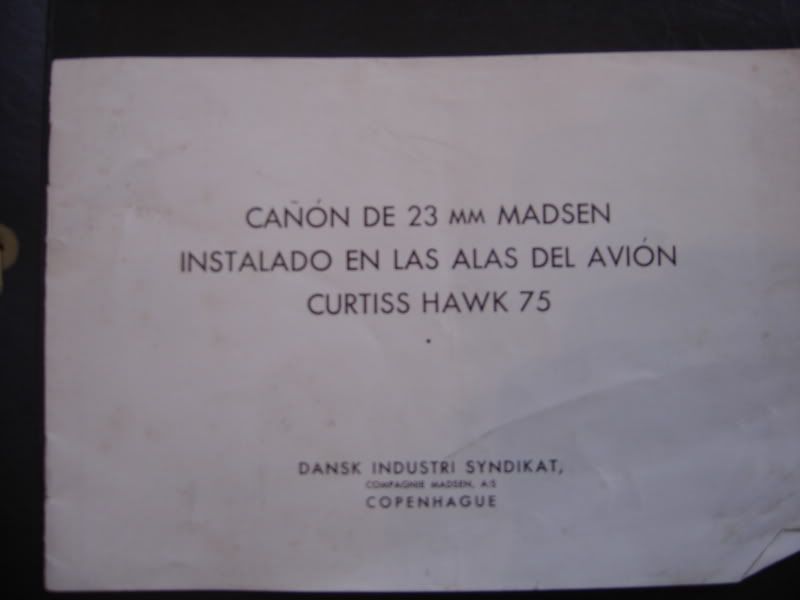 CAÑÓN DE 23 MM MADSEN
INSTALADO EN LAS ALAS DEL AVIÓN
CURTISS HAWK 75
DANSK INDUSTRI SYNDIKAT,
COMPAGNIE MADSEN, A/S
COPENHAGUE